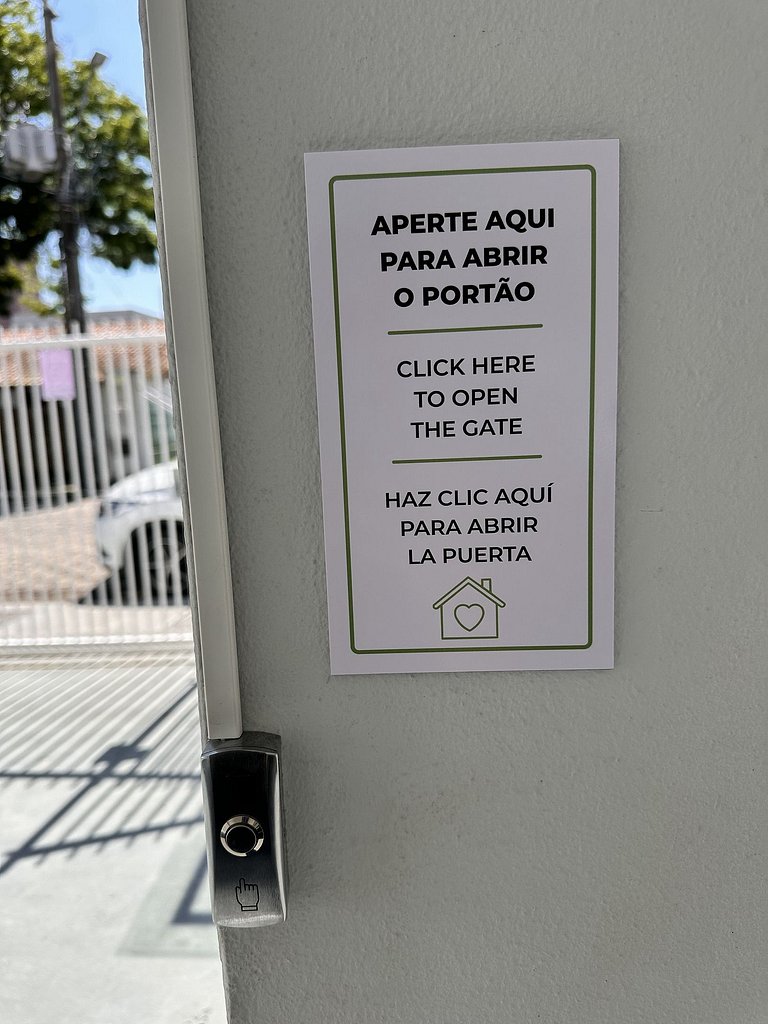 APERTE AQUI
PARA ABRIR
O PORTÃO
CLICK HERE
TO OPEN
THE GATE
HAZ CLIC AQUÍ
PARA ABRIR
LA PUERTA